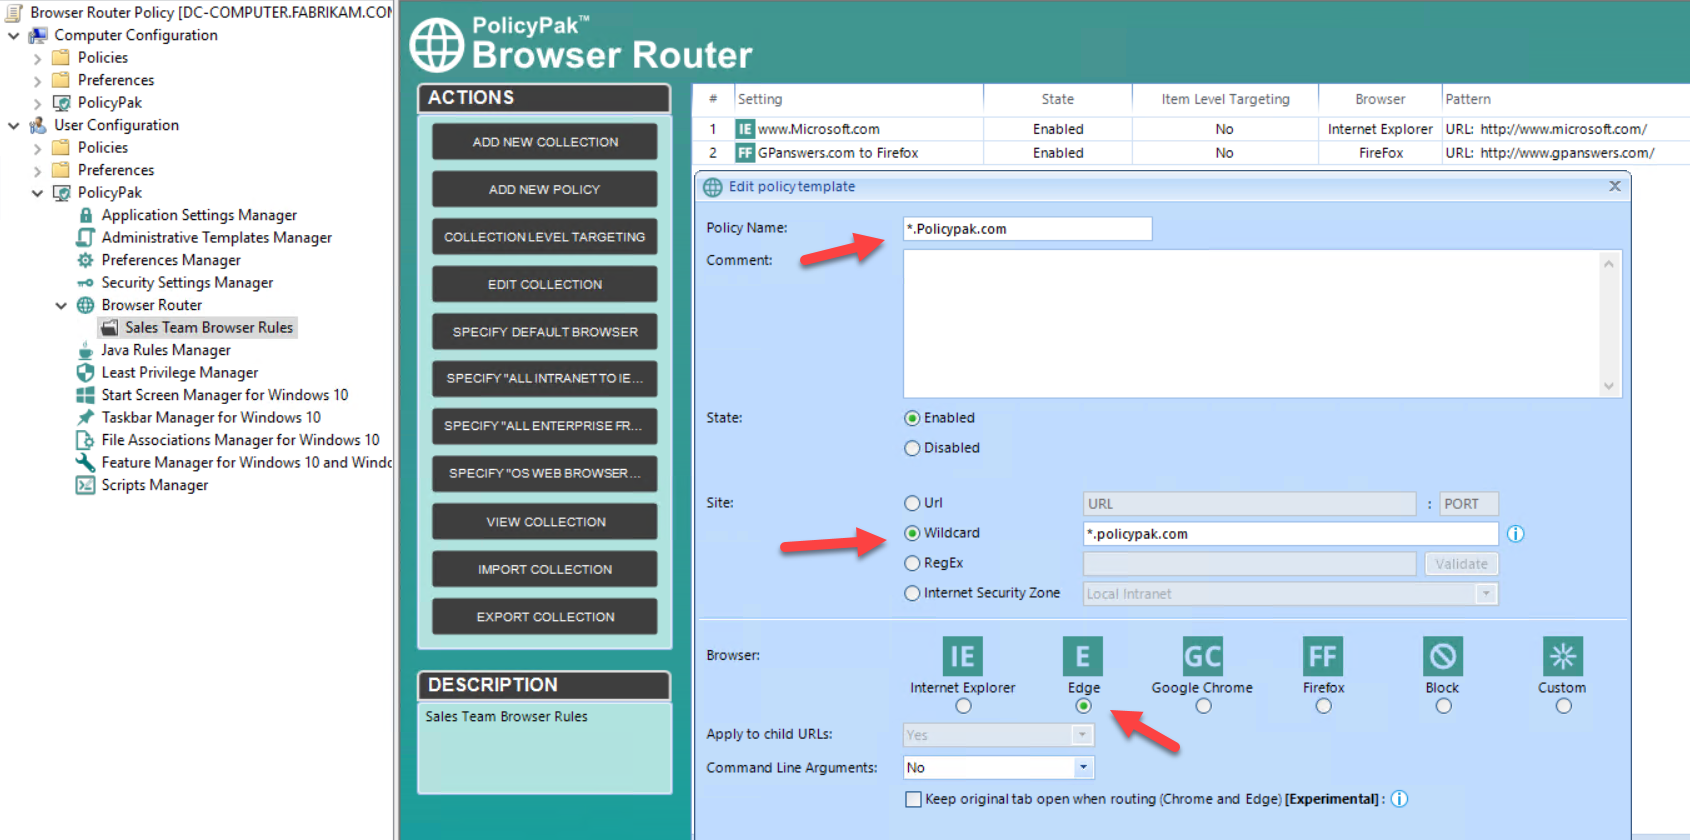 Browser Router Policy [DC-COMPUTER.FABRIKAM.CON
Computer Configuration
Policies
Preferences
PolicyPak
User Configuration
Policies
Preferences
PolicyPak
Application Settings Manager
Administrative Templates Manager
Preferences Manager
Security Settings Manager
Browser Router
Sales Team Browser Rules
Java Rules Manager
Least Privilege Manager
Start Screen Manager for Windows 10
Taskbar Manager for Windows 10
File Associations Manager for Windows 10
Feature Manager for Windows 10 and Windo
Scripts Manager
PolicyPak™
Browser Router
ACTIONS
ADD NEW COLLECTION
ADD NEW POLICY
COLLECTION LEVEL TARGETING
EDIT COLLECTION
SPECIFY DEFAULT BROWSER
SPECIFY "ALL INTRANET TO IE...
SPECIFY "ALL ENTERPRISE FR...
SPECIFY "OS WEB BROWSER...
VIEW COLLECTION
IMPORT COLLECTION
EXPORT COLLECTION
DESCRIPTION
Sales Team Browser Rules
# Setting State Item Level Targeting Browser Pattern
1 IE www.Microsoft.com Enabled No Internet Explorer URL: http://www.microsoft.com/
2 FF GPanswers.com to Firefox Enabled No FireFox URL: http://www.gpanswers.com/
Edit policy template X
Policy Name: *.Policypak.com
Comment:
State: Enabled
Disabled
Site: Url URL : PORT
Wildcard *.policypak.com i
RegEx Validate
Internet Security Zone Local Intranet
Browser: IE E GC FF
Internet Explorer Edge Google Chrome Firefox Block Custom
Apply to child URLs: Yes
Command Line Arguments: No
Keep original tab open when routing (Chrome and Edge) [Experimental] : i